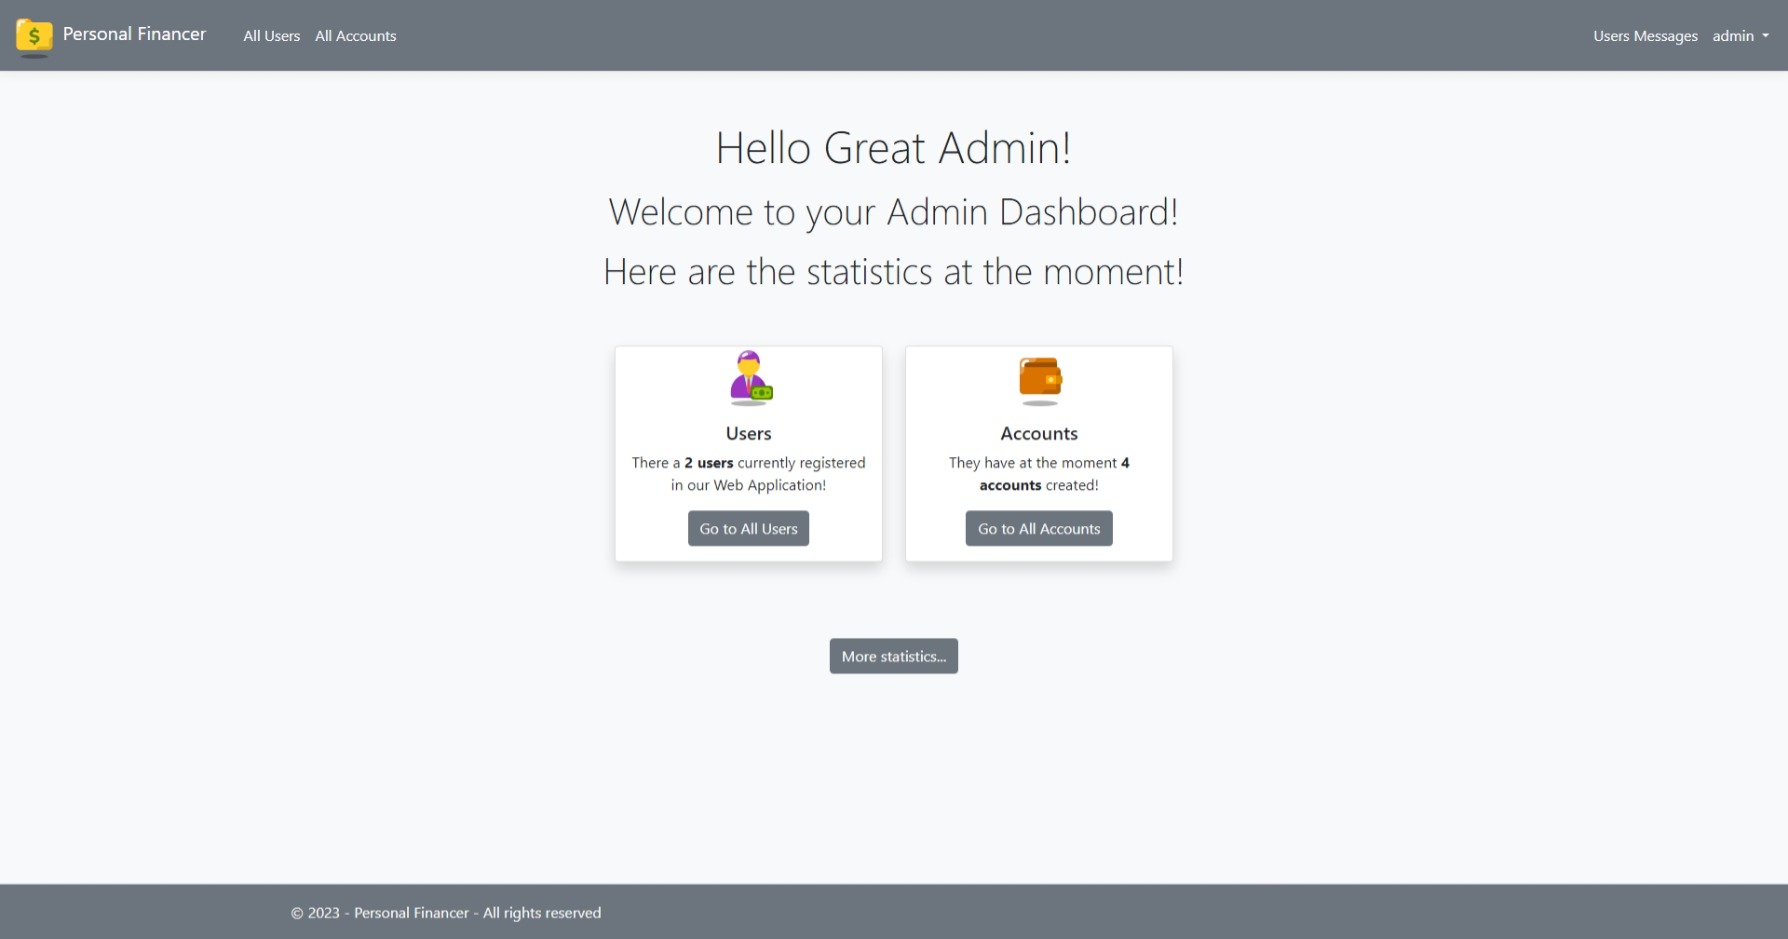 $
Personal Financer
All Users
All Accounts
Users Messages
admin
Hello Great Admin!
Welcome to your Admin Dashboard!
Here are the statistics at the moment!
Users
There a 2 users currently registered
in our Web Application!
Go to All Users
Accounts
They have at the moment 4
accounts created!
Go to All Accounts
More statistics...
© 2023 - Personal Financer - All rights reserved